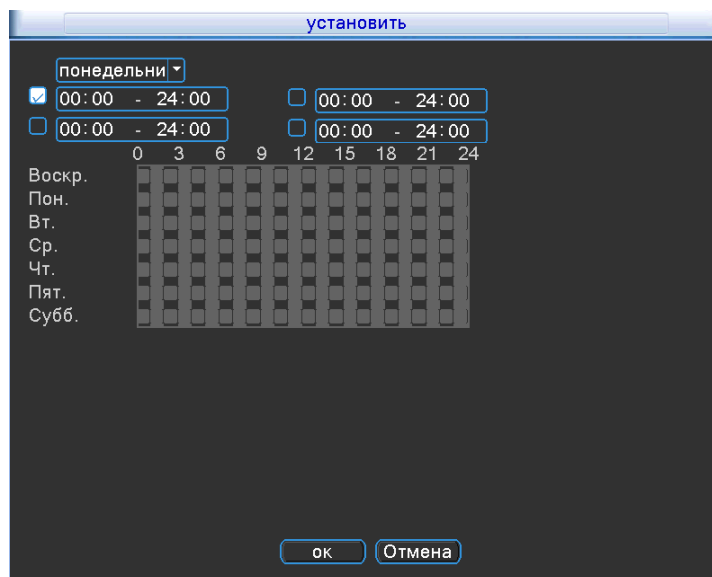 установить
понедельни
00:00 - 24:00 00:00 - 24:00
00:00 - 24:00 00:00 - 24:00
0 3 6 9 12 15 18 21 24
Воскр.
Пон.
Вт.
Ср.
Чт.
Пят.
Субб.
ок Отмена